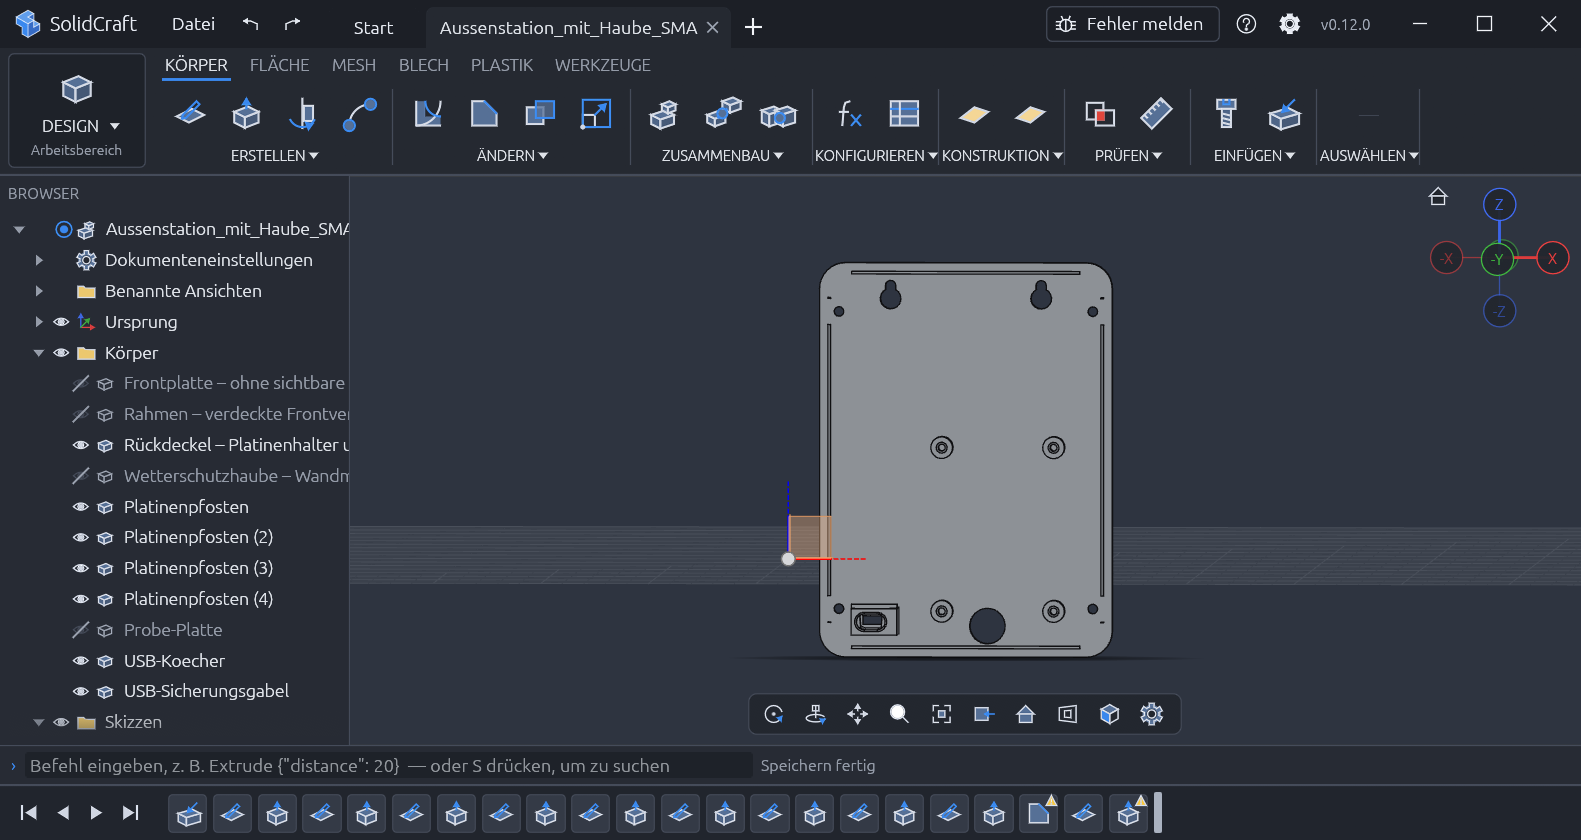 SolidCraft
Datei
Start
Aussenstation_mit_Haube_SMA
Fehler melden
v0.12.0
DESIGN
Arbeitsbereich
KÖRPER
FLÄCHE
MESH
BLECH
PLASTIK
WERKZEUGE
ERSTELLEN
ÄNDERN
ZUSAMMENBAU
KONFIGURIEREN
KONSTRUKTION
PRÜFEN
EINFÜGEN
AUSWÄHLEN
BROWSER
Aussenstation_mit_Haube_SMA
Dokumenteneinstellungen
Benannte Ansichten
Ursprung
Körper
Frontplatte – ohne sichtbare
Rahmen – verdeckte Frontver
Rückdeckel – Platinenhalter u
Wetterschutzhaube – Wandm
Platinenpfosten
Platinenpfosten (2)
Platinenpfosten (3)
Platinenpfosten (4)
Probe-Platte
USB-Koecher
USB-Sicherungsgabel
Skizzen
Z
-X
-Y
X
-Z
Befehl eingeben, z. B. Extrude {"distance": 20} — oder S drücken, um zu suchen
Speichern fertig